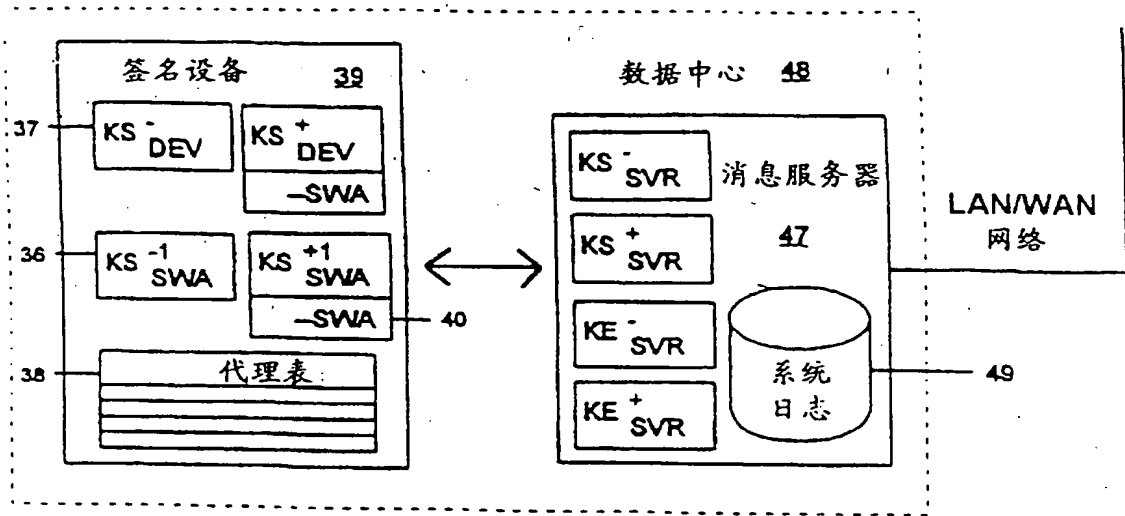 签名设备 39
37
KS -
DEV
KS +
DEV
–SWA
36
KS -1
SWA
KS +1
SWA
–SWA
40
38
代理表
数据中心 48
KS -
SVR
消息服务器
47
KS +
SVR
KE -
SVR
KE +
SVR
系统
日志
49
LAN/WAN
网络